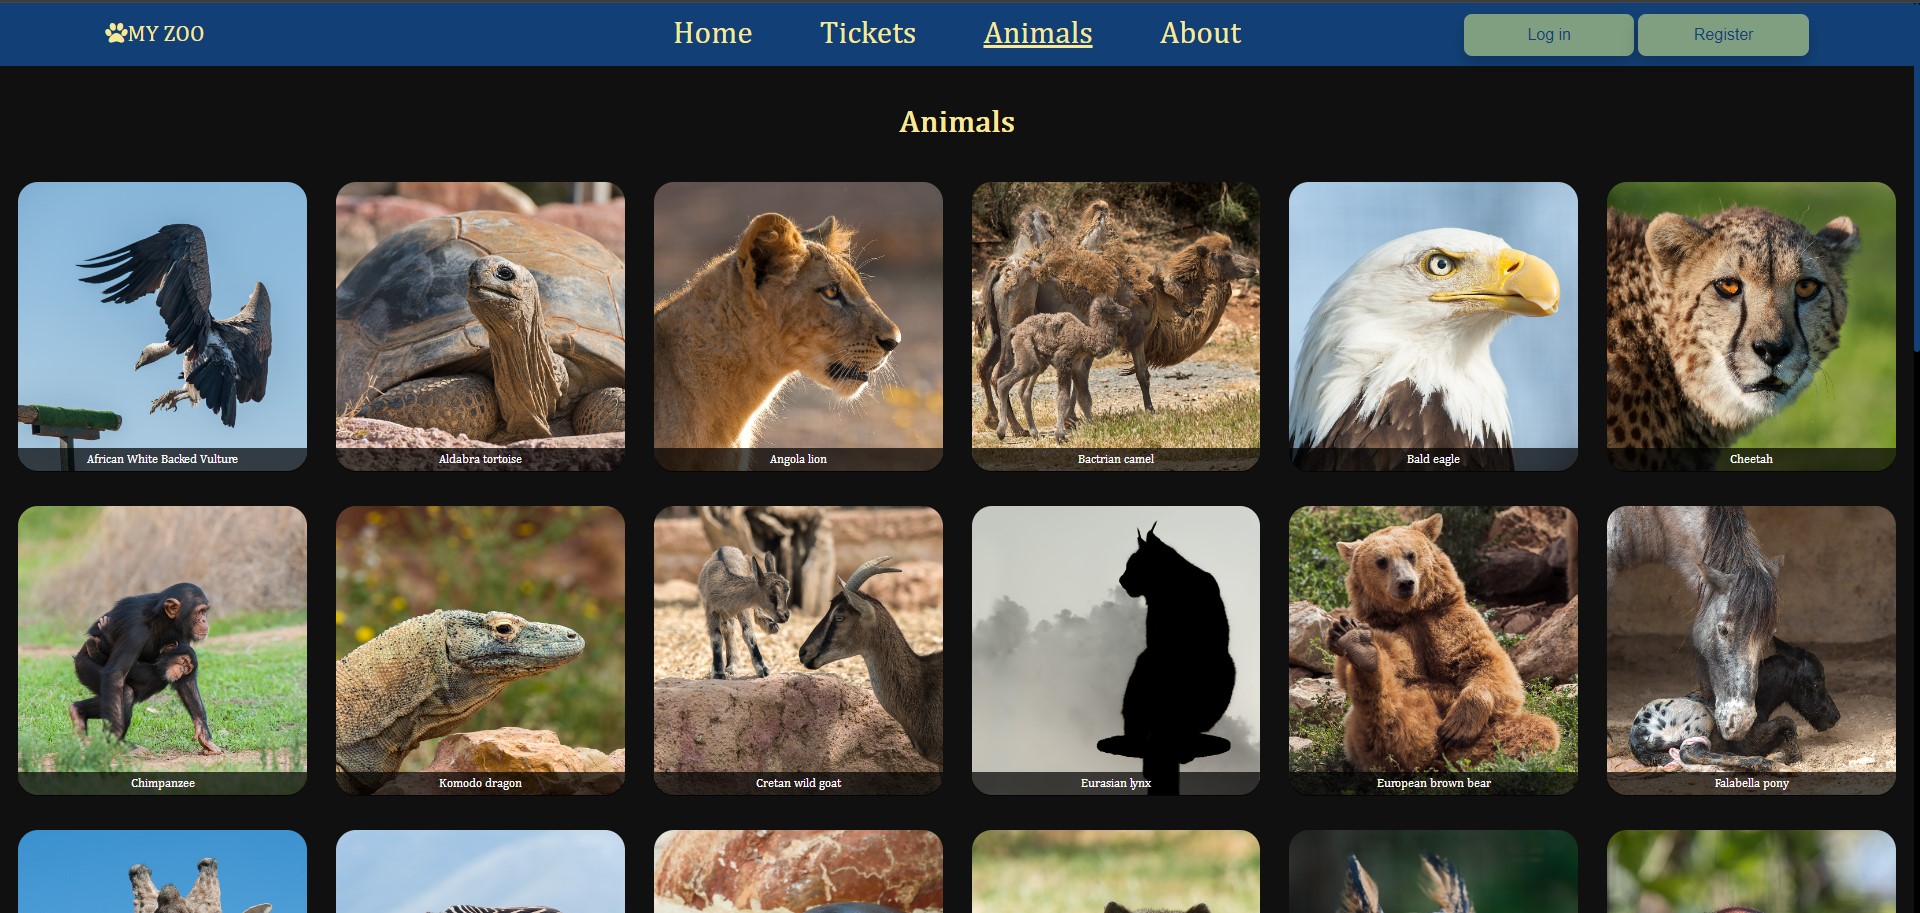 MY ZOO
Home
Tickets
Animals
About
Log in
Register
Animals
African White Backed Vulture
Aldabra tortoise
Angola lion
Bactrian camel
Bald eagle
Cheetah
Chimpanzee
Komodo dragon
Cretan wild goat
Eurasian lynx
European brown bear
Falabella pony